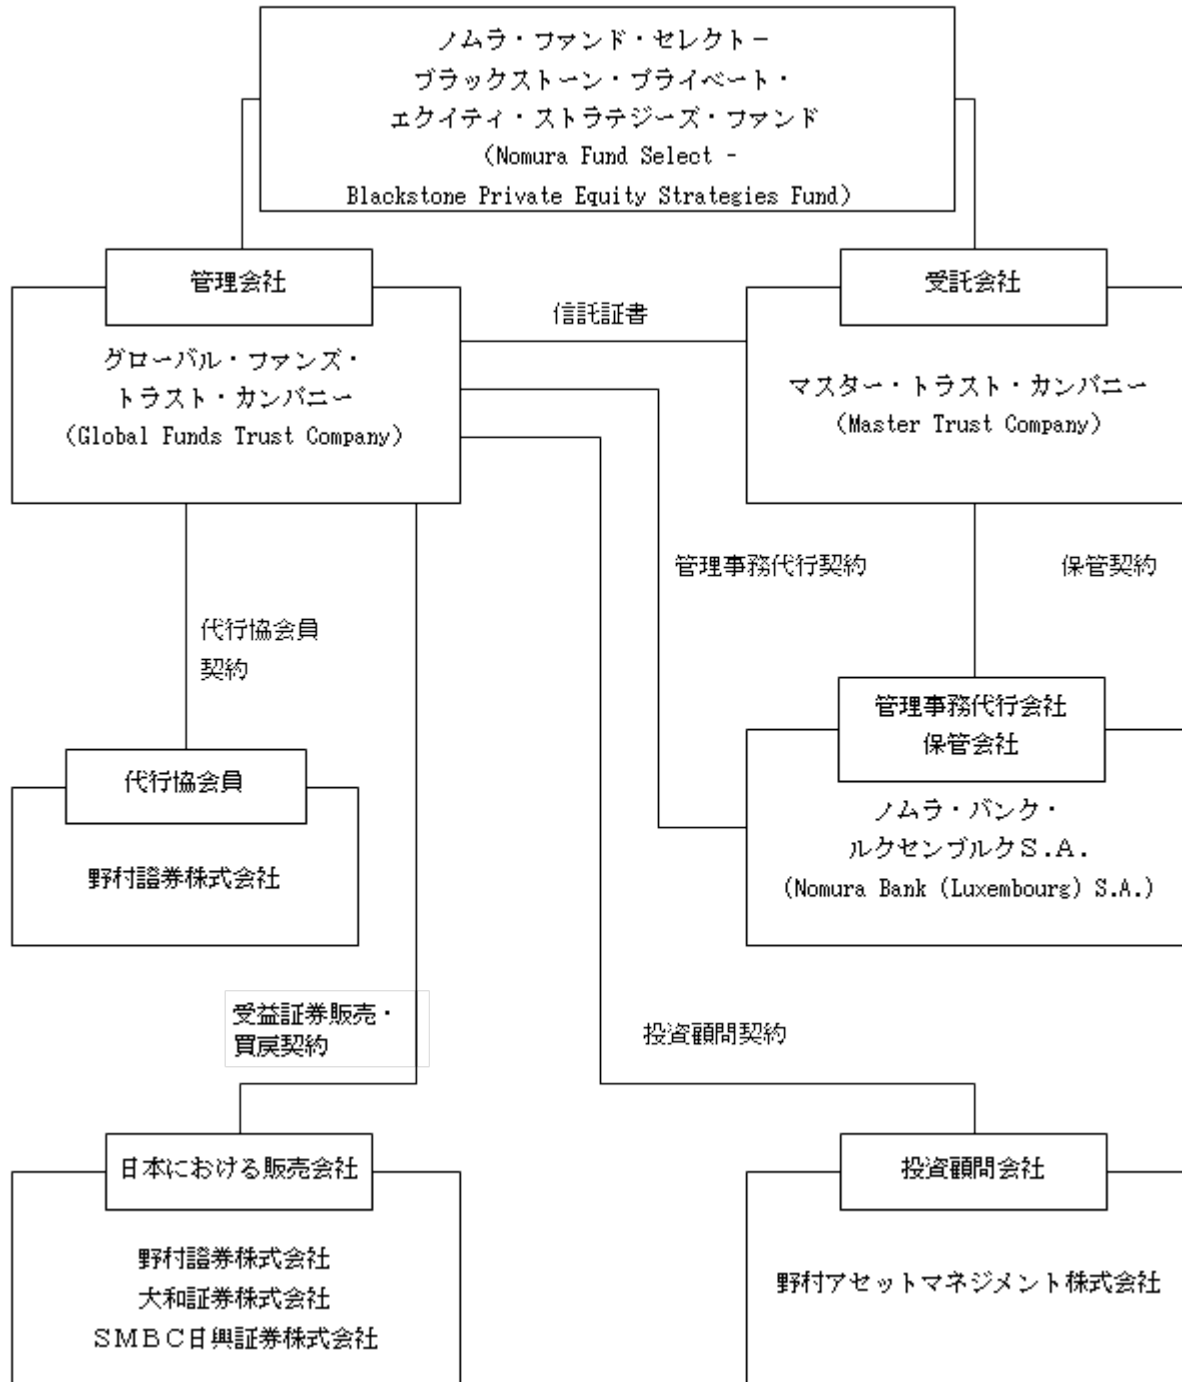 ノムラ・ファンド・セレクト－
ブラックストーン・プライベート・
エクイティ・ストラテジーズ・ファンド
(Nomura Fund Select -
Blackstone Private Equity Strategies Fund)
管理会社
受託会社
信託証書
グローバル・ファンズ・
トラスト・カンパニー
(Global Funds Trust Company)
マスター・トラスト・カンパニー
(Master Trust Company)
管理事務代行契約
保管契約
代行協会員
契約
管理事務代行会社
保管会社
代行協会員
ノムラ・バンク・
ルクセンブルクＳ.Ａ.
(Nomura Bank (Luxembourg) S.A.)
野村證券株式会社
受益証券販売・
買戻契約
投資顧問契約
日本における販売会社
投資顧問会社
野村證券株式会社
大和証券株式会社
ＳＭＢＣ日興証券株式会社
野村アセットマネジメント株式会社